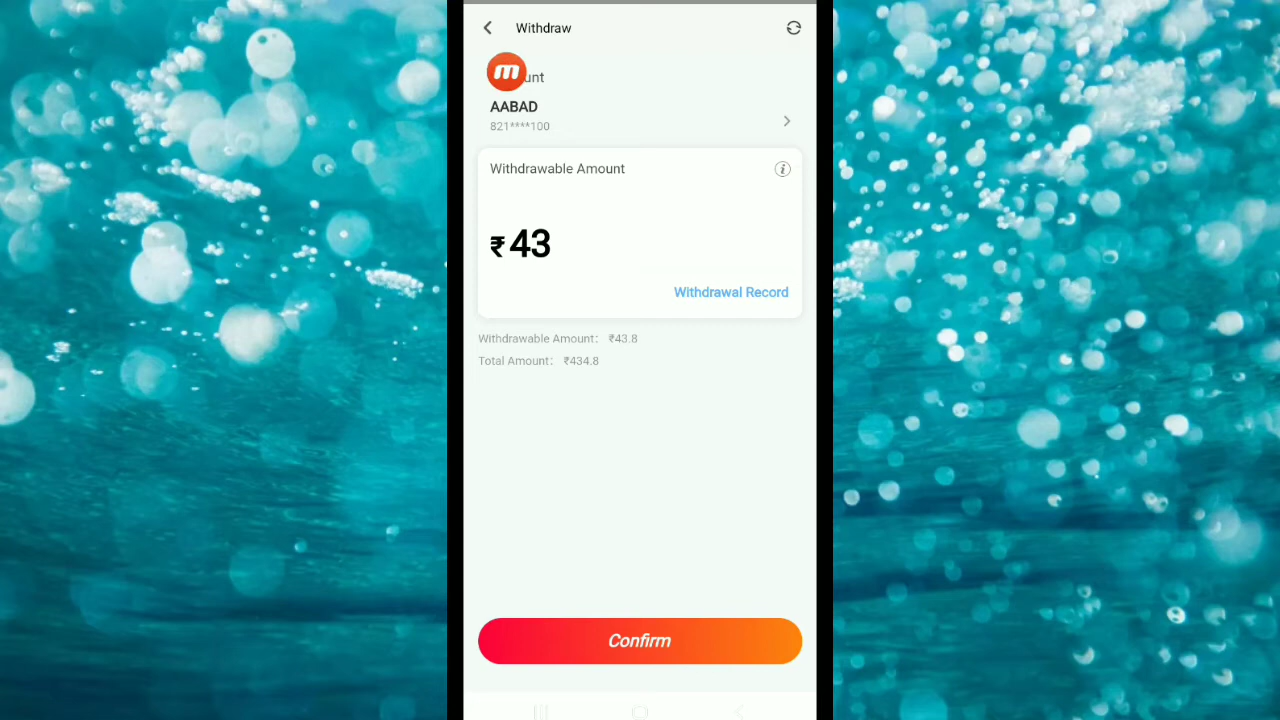 Withdraw
m
unt
AABAD
821****100
Withdrawable Amount
₹43
Withdrawal Record
Withdrawable Amount: ₹43.8
Total Amount: ₹434.8
Confirm